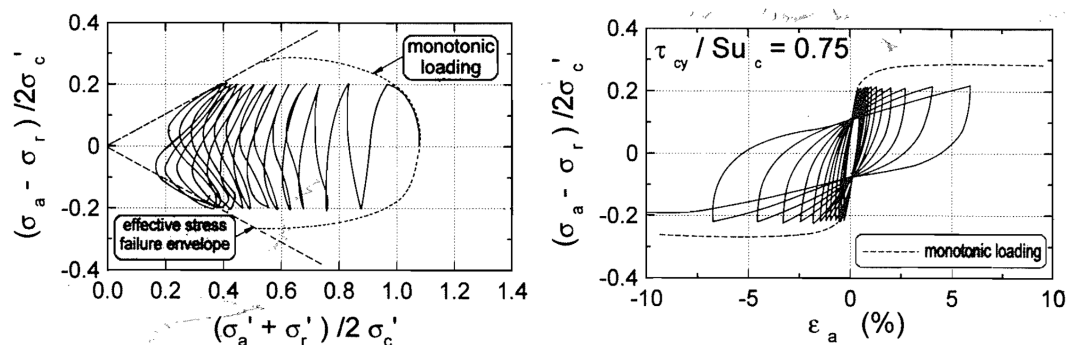 0.4
0.2
0
-0.2
-0.4
(σa - σr) /2σc'
monotonic
loading
effective stress
failure envelope
0.0 0.2 0.4 0.6 0.8 1.0 1.2 1.4
(σa' + σr') /2 σc'
0.4
0.2
0
-0.2
-0.4
(σa - σr) /2σc'
τcy / Suc = 0.75
monotonic loading
-10 -5 0 5 10
εa (%)